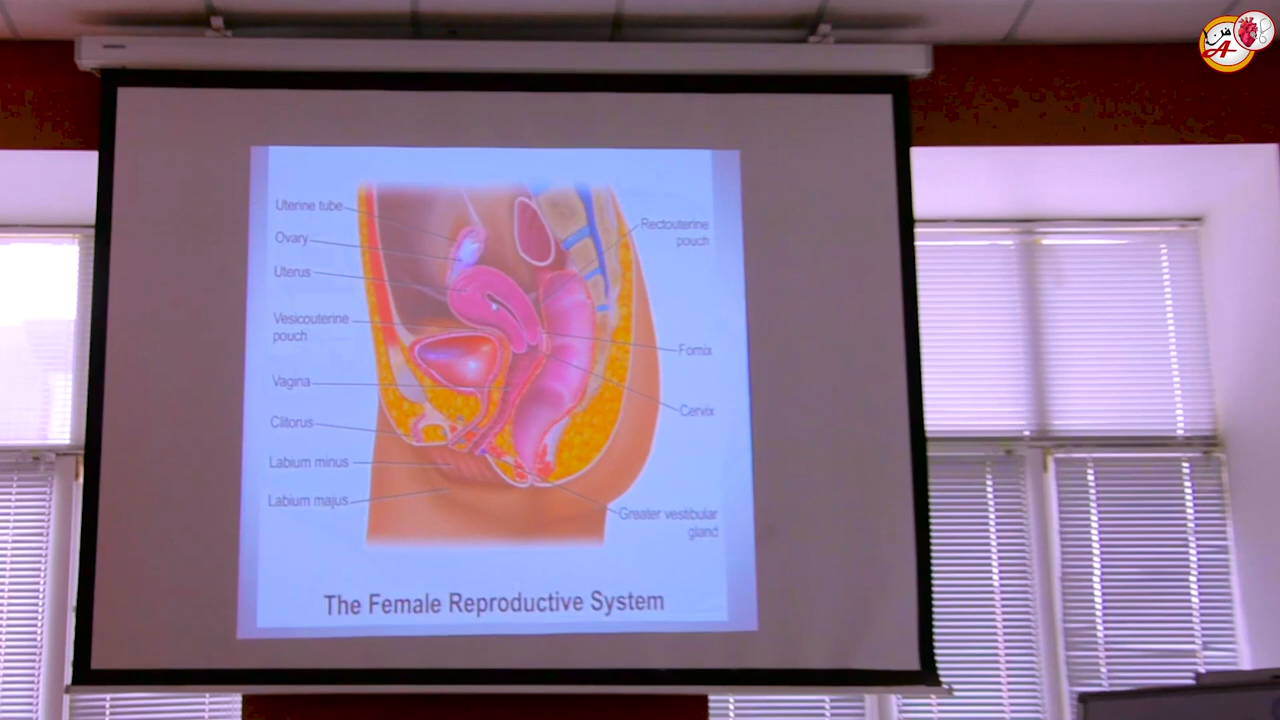 Uterine tube
Ovary
Uterus
Vesicouterine
pouch
Vagina
Clitorus
Labium minus
Labium majus
Rectouterine
pouch
Fornix
Cervix
Greater vestibular
gland
The Female Reproductive System
فن
A